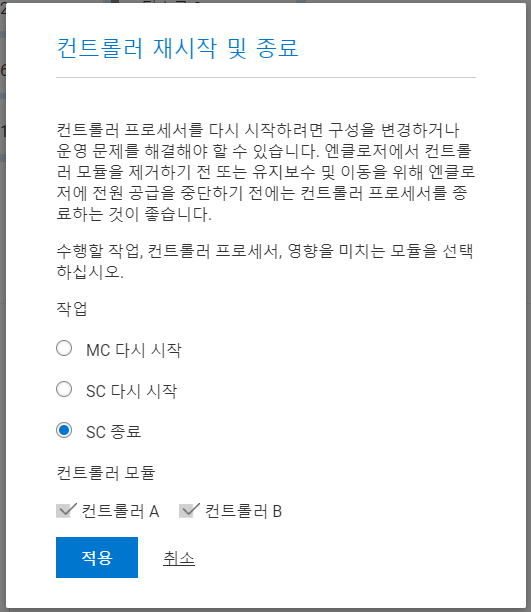 컨트롤러 재시작 및 종료
컨트롤러 프로세서를 다시 시작하려면 구성을 변경하거나
운영 문제를 해결해야 할 수 있습니다. 엔클로저에서 컨트롤
러 모듈을 제거하기 전 또는 유지보수 및 이동을 위해 엔클로
저에 전원 공급을 중단하기 전에는 컨트롤러 프로세서를 종
료하는 것이 좋습니다.
수행할 작업, 컨트롤러 프로세서, 영향을 미치는 모듈을 선택
하십시오.
작업
MC 다시 시작
SC 다시 시작
SC 종료
컨트롤러 모듈
컨트롤러 A 컨트롤러 B
적용 취소